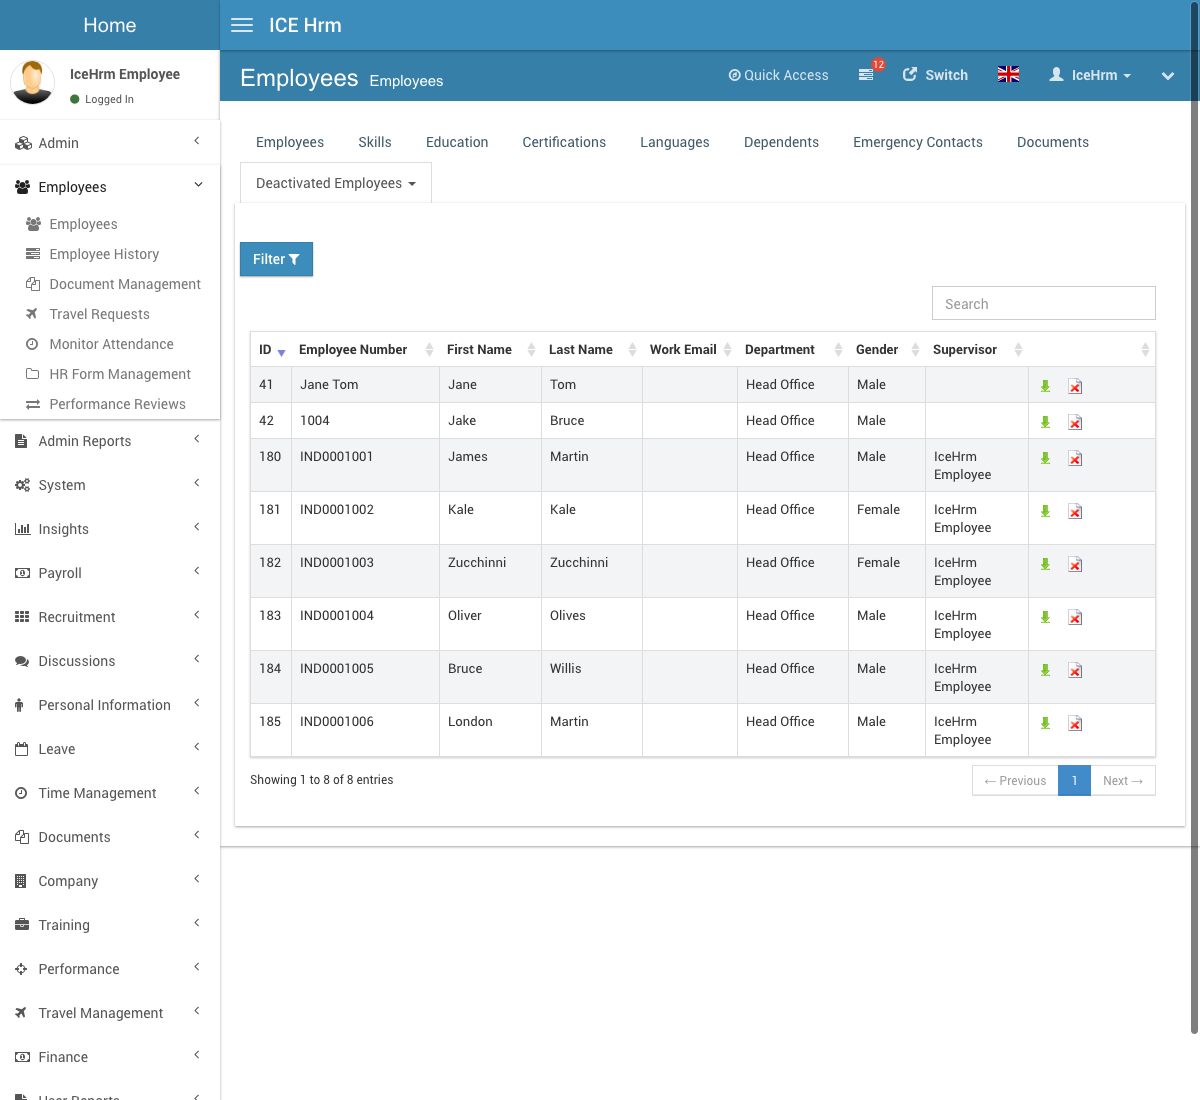 Home
ICE Hrm
IceHrm Employee
Logged In
Employees Employees
Quick Access
12
Switch
IceHrm
Admin
Employees
Employees
Employee History
Document Management
Travel Requests
Monitor Attendance
HR Form Management
Performance Reviews
Admin Reports
System
Insights
Payroll
Recruitment
Discussions
Personal Information
Leave
Time Management
Documents
Company
Training
Performance
Travel Management
Finance
User Reports
Employees Skills Education Certifications Languages Dependents Emergency Contacts Documents
Deactivated Employees
Filter
Search
ID Employee Number First Name Last Name Work Email Department Gender Supervisor
41 Jane Tom Jane Tom Head Office Male
42 1004 Jake Bruce Head Office Male
180 IND0001001 James Martin Head Office Male IceHrm
Employee
181 IND0001002 Kale Kale Head Office Female IceHrm
Employee
182 IND0001003 Zucchinni Zucchinni Head Office Female IceHrm
Employee
183 IND0001004 Oliver Olives Head Office Male IceHrm
Employee
184 IND0001005 Bruce Willis Head Office Male IceHrm
Employee
185 IND0001006 London Martin Head Office Male IceHrm
Employee
Showing 1 to 8 of 8 entries
← Previous 1 Next →